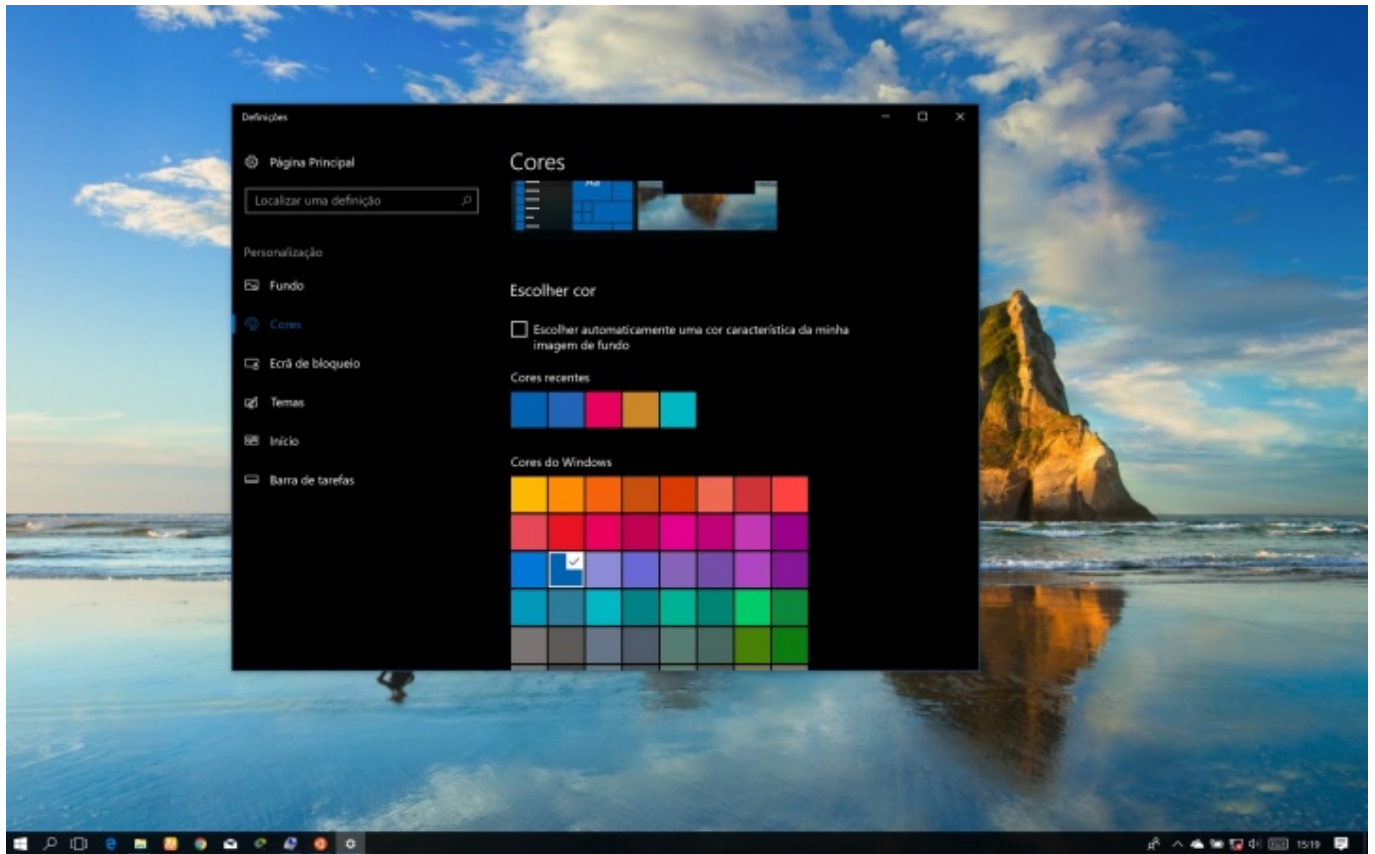 Definições
Página Principal
Localizar uma definição
Personalização
Fundo
Cores
Ecrã de bloqueio
Temas
Início
Barra de tarefas
Cores
Aa
Escolher cor
Escolher automaticamente uma cor característica da minha
imagem de fundo
Cores recentes
Cores do Windows
15:19